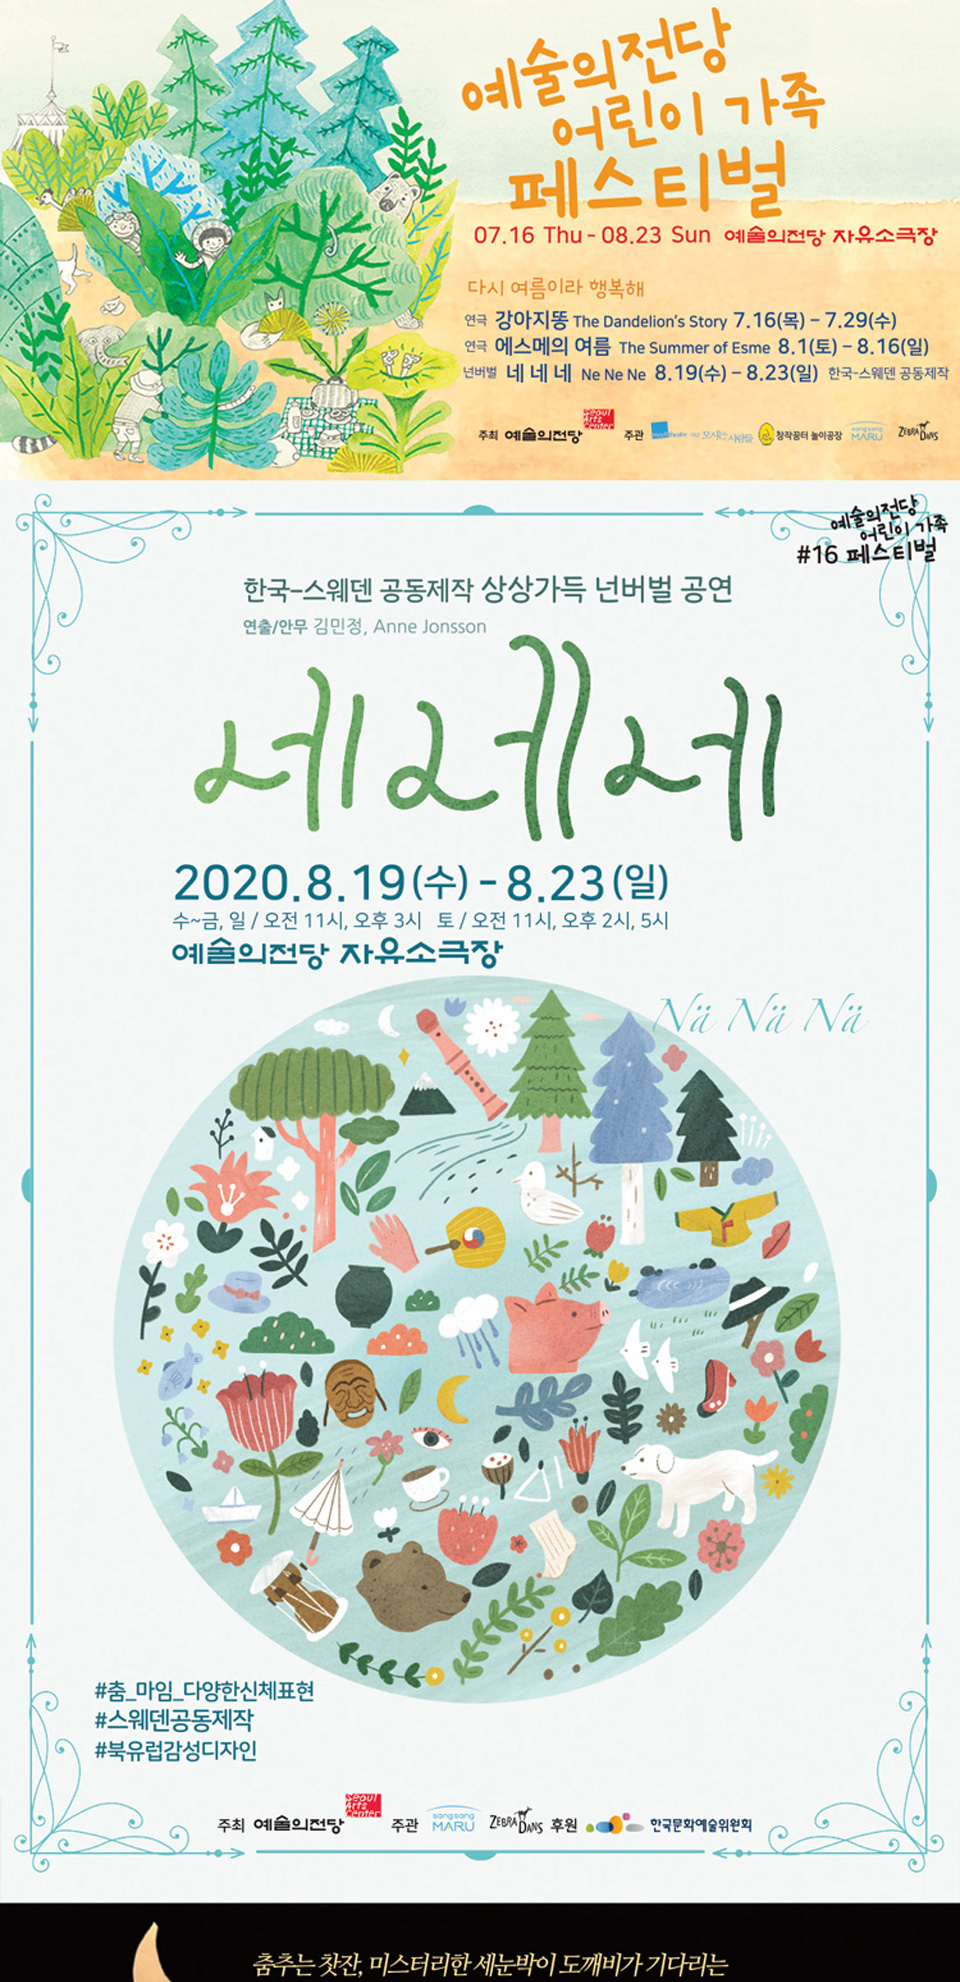 예술의전당
어린이 가족
페스티벌
07.16 Thu - 08.23 Sun 예술의전당 자유소극장
다시 여름이라 행복해
연극 강아지똥 The Dandelion's Story 7.16(목) – 7.29(수)
연극 에스메의 여름 The Summer of Esme 8.1(토) – 8.16(일)
넌버벌 네 네 네 Ne Ne Ne 8.19(수) – 8.23(일) 한국-스웨덴 공동제작
주최 예술의전당 Seoul Arts Center 주관 모시는사람들 창작꿈터 놀이공장 sangsang MARU ZEBRA DANS
예술의전당
어린이 가족
#16 페스티벌
한국-스웨덴 공동제작 상상가득 넌버벌 공연
연출/안무 김민정, Anne Jonsson
네네네
2020.8.19(수) - 8.23(일)
수~금, 일 / 오전 11시, 오후 3시 토 / 오전 11시, 오후 2시, 5시
예술의전당 자유소극장
Nä Nä Nä
#춤_마임_다양한신체표현
#스웨덴공동제작
#북유럽감성디자인
주최 예술의전당 Seoul Arts Center 주관 sangsang MARU ZEBRA DANS 후원 한국문화예술위원회
춤추는 찻잔, 미스터리한 세눈박이 도깨비가 기다리는